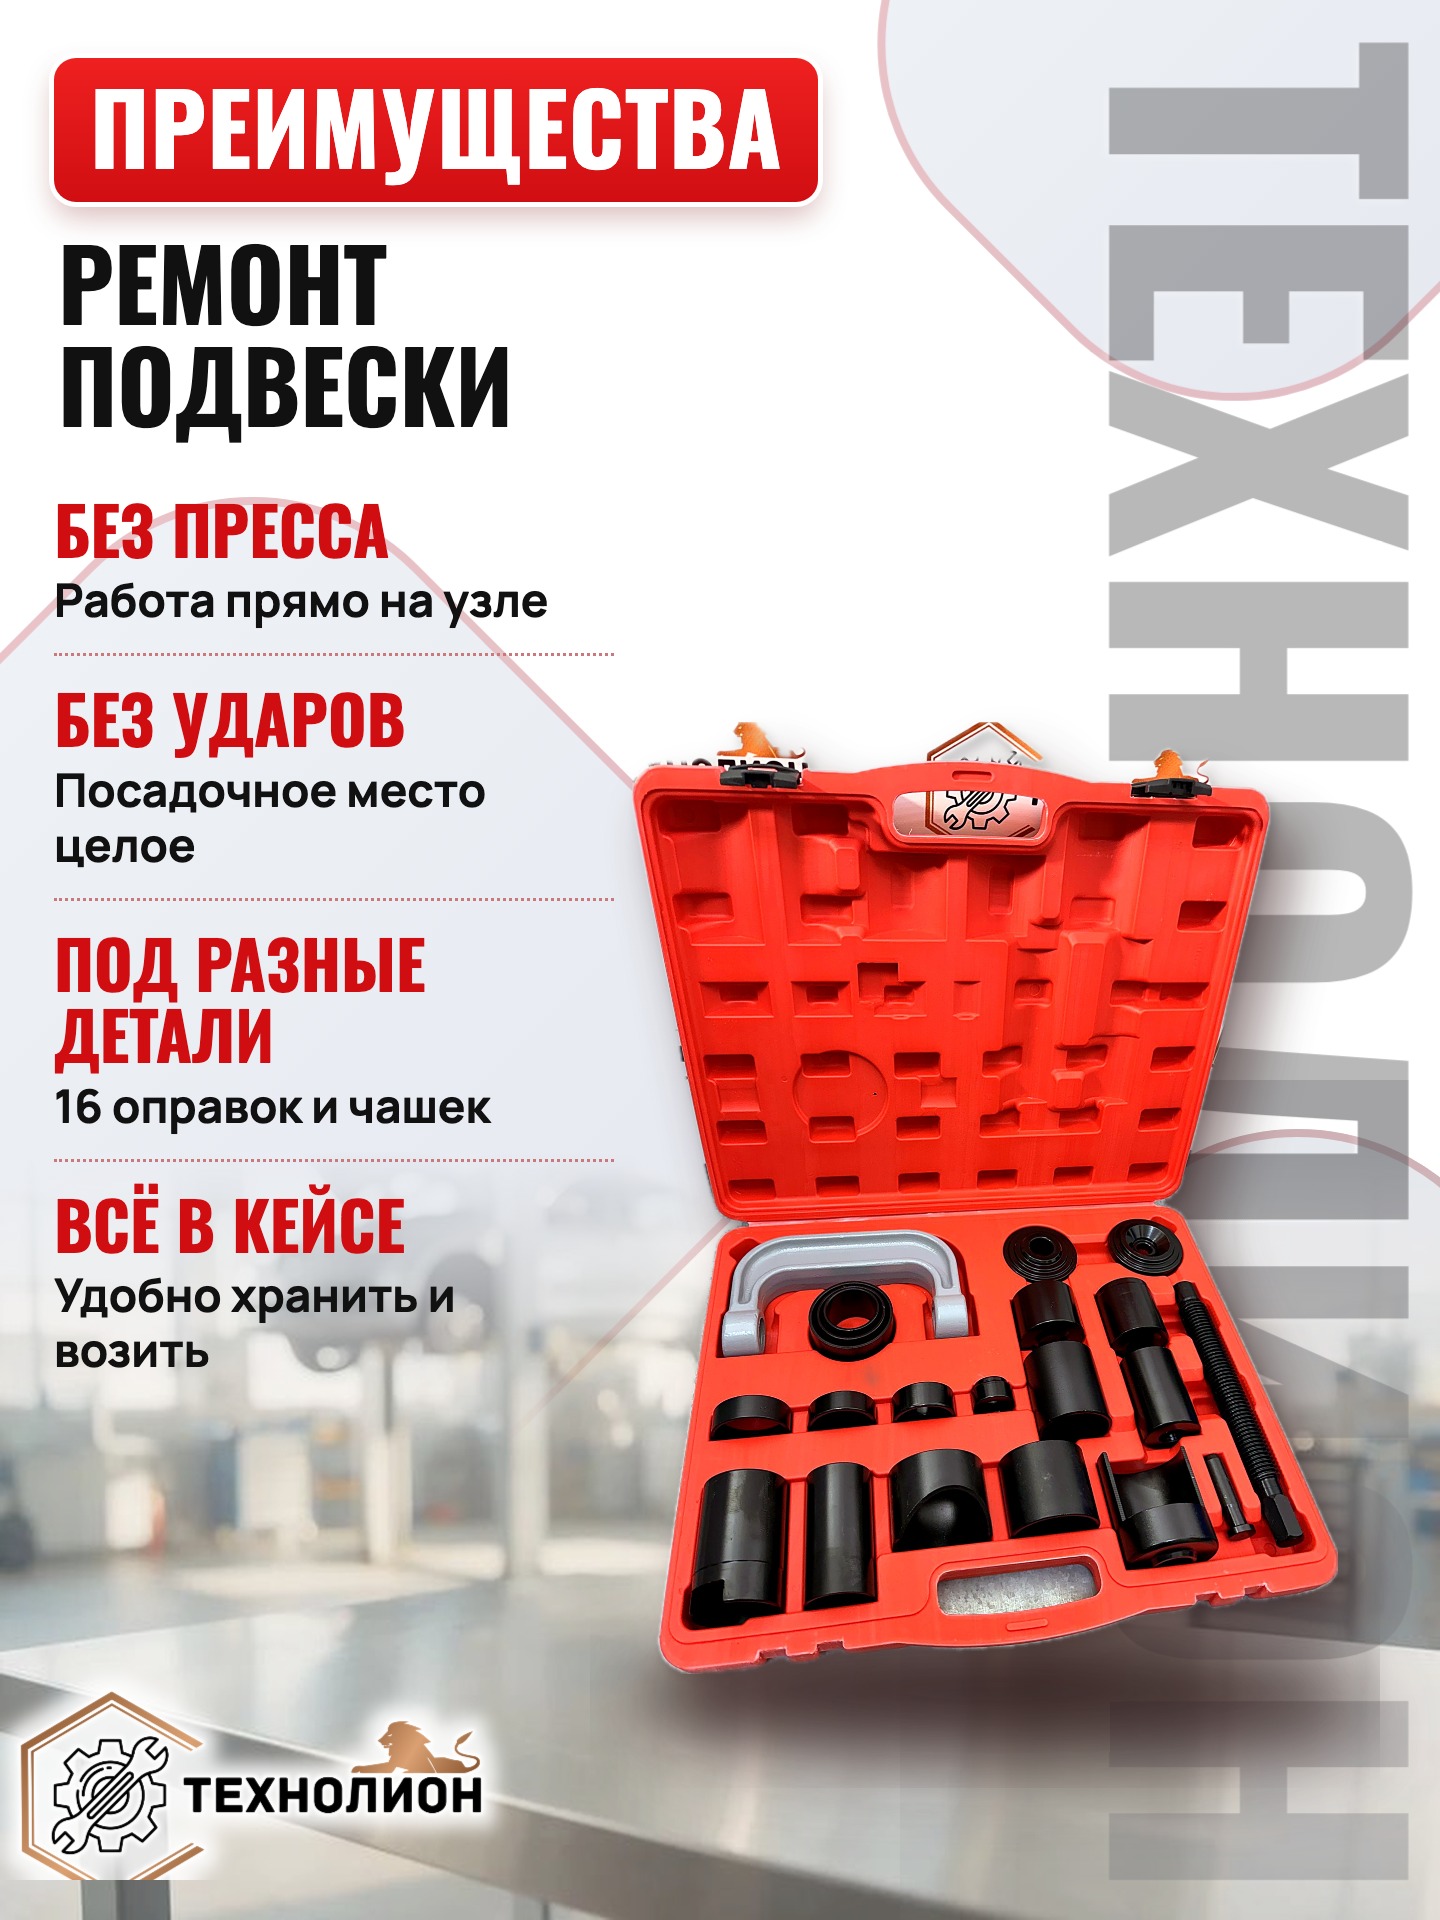 ПРЕИМУЩЕСТВА
РЕМОНТ
ПОДВЕСКИ
БЕЗ ПРЕССА
Работа прямо на узле
БЕЗ УДАРОВ
Посадочное место
целое
ПОД РАЗНЫЕ
ДЕТАЛИ
16 оправок и чашек
ВСЁ В КЕЙСЕ
Удобно хранить и
возить
ТЕХНОЛИОН
ТЕХНОЛИОН